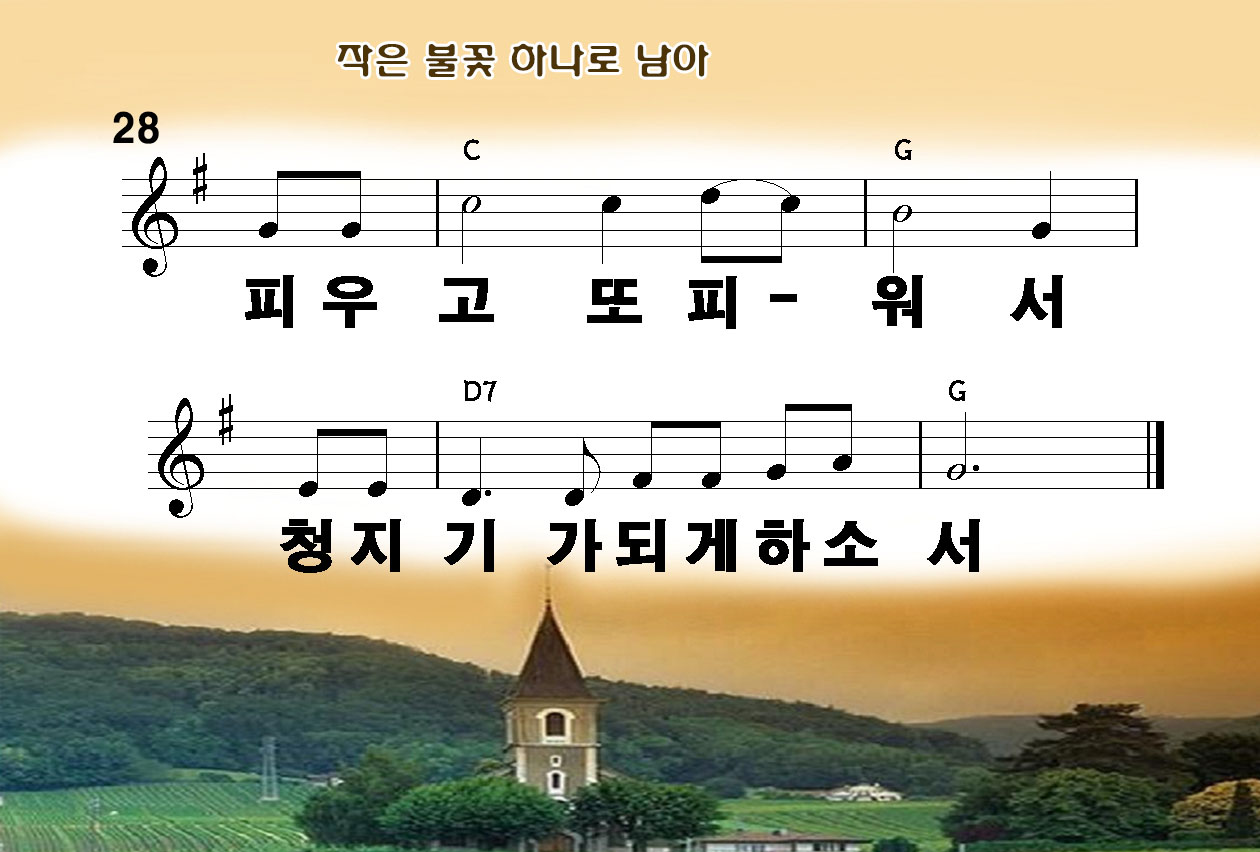 작은 불꽃 하나로 남아
28
C G
피 우 고 또 피 - 워 서
D7 G
청 지 기 가 되 게 하 소 서